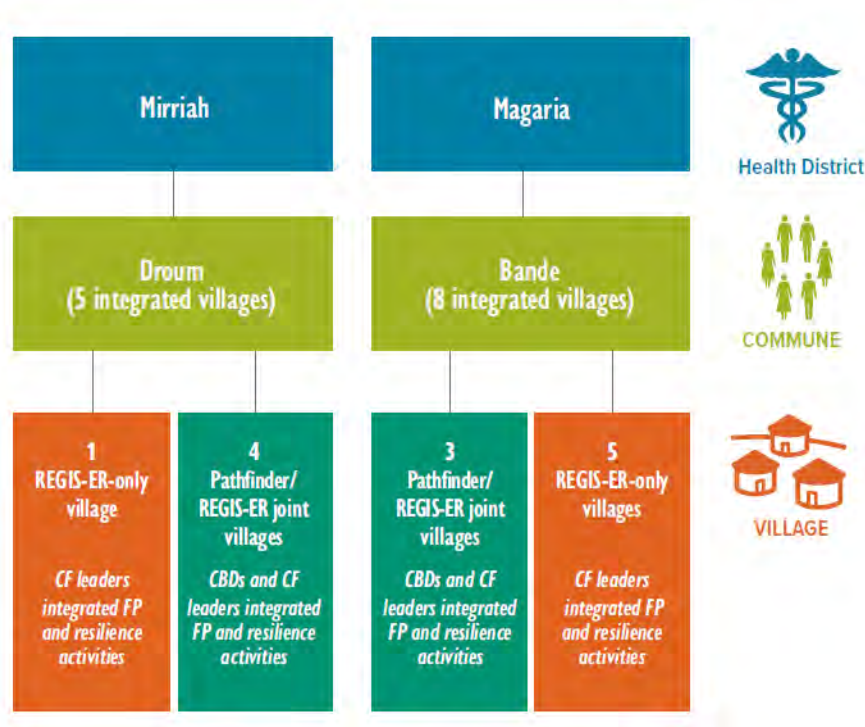 Mirriah
Magaria
Health District
Droum
(5 integrated villages)
Bande
(8 integrated villages)
COMMUNE
1
REGIS-ER-only
village
CF leaders
integrated FP
and resilience
activities
4
Pathfinder/
REGIS-ER joint
villages
CBDs and CF
leaders integrated
FP and resilience
activities
3
Pathfinder/
REGIS-ER joint
villages
CBDs and CF
leaders integrated
FP and resilience
activities
5
REGIS-ER-only
villages
CF leaders
integrated FP
and resilience
activities
VILLAGE